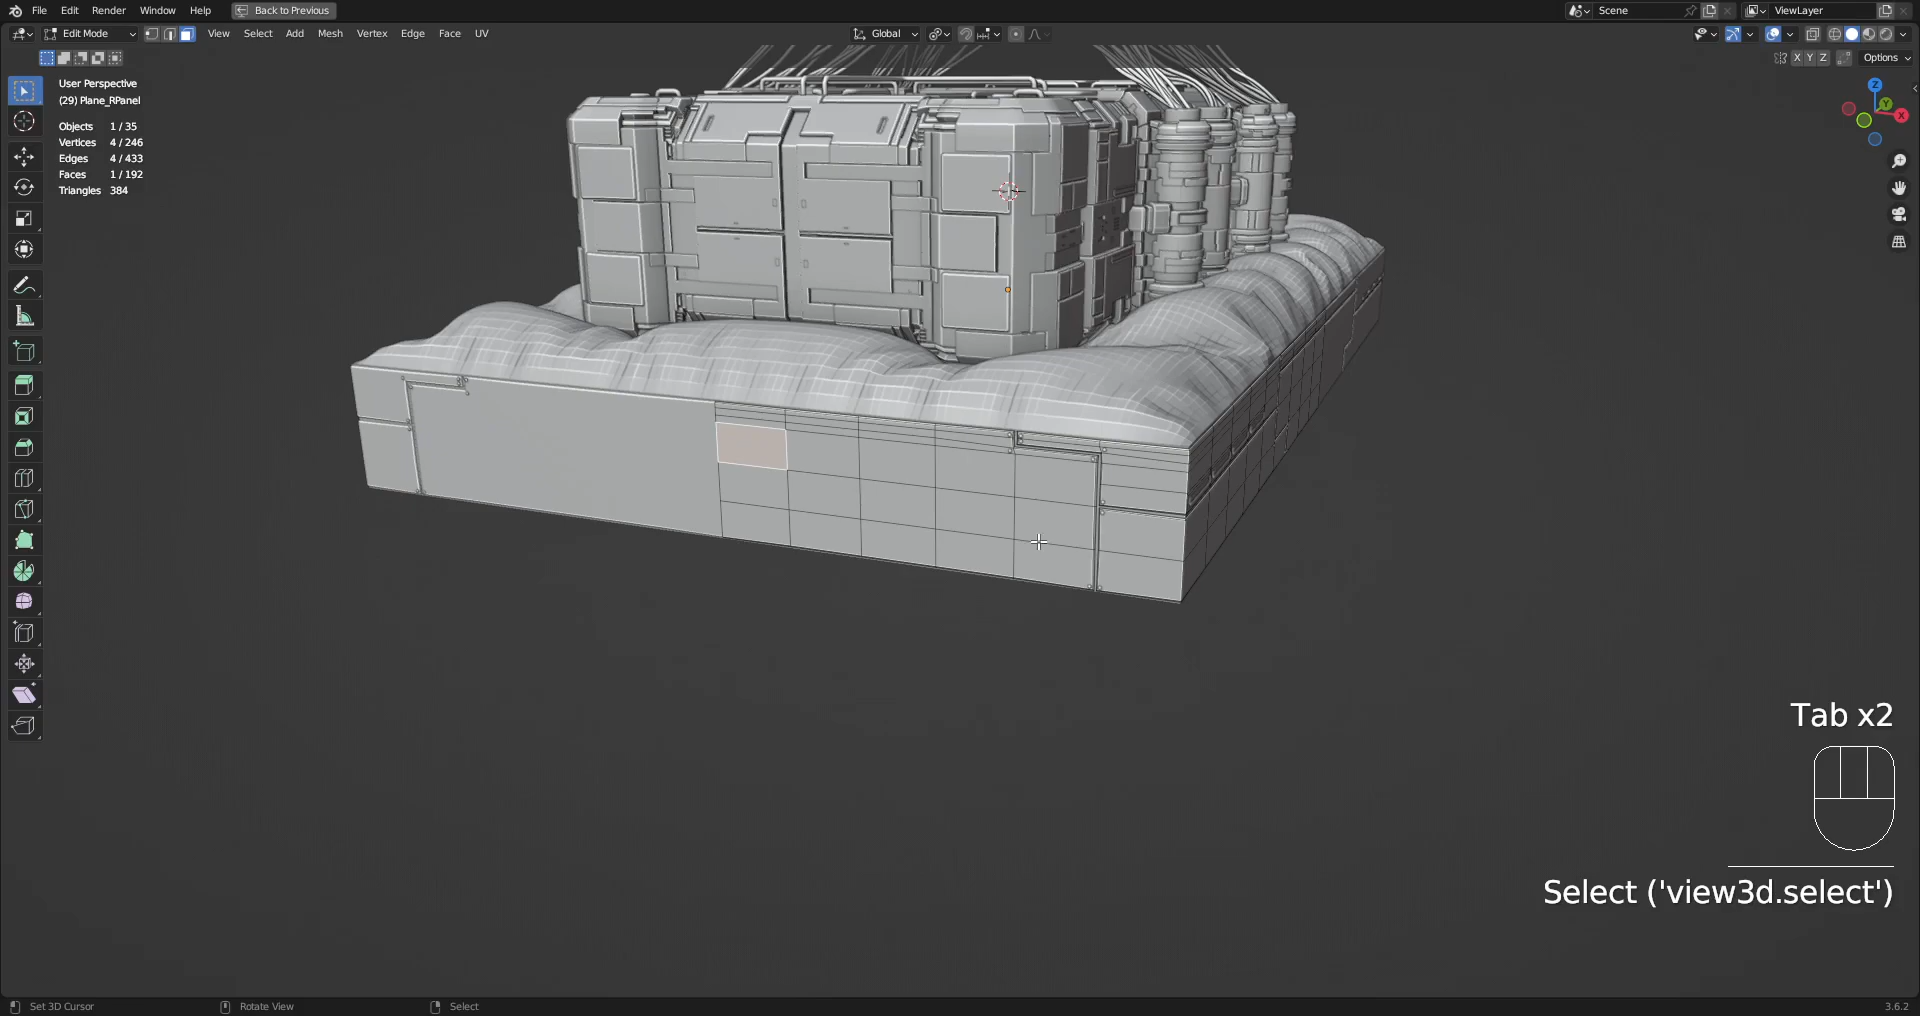 File Edit Render Window Help Back to Previous Scene ViewLayer
Edit Mode View Select Add Mesh Vertex Edge Face UV Global
X Y Z Options
User Perspective
(29) Plane_RPanel
Objects 1 / 35
Vertices 4 / 246
Edges 4 / 433
Faces 1 / 192
Triangles 384
Z
Y
X
Tab x2
Select ('view3d.select')
Set 3D Cursor Rotate View Select 3.6.2